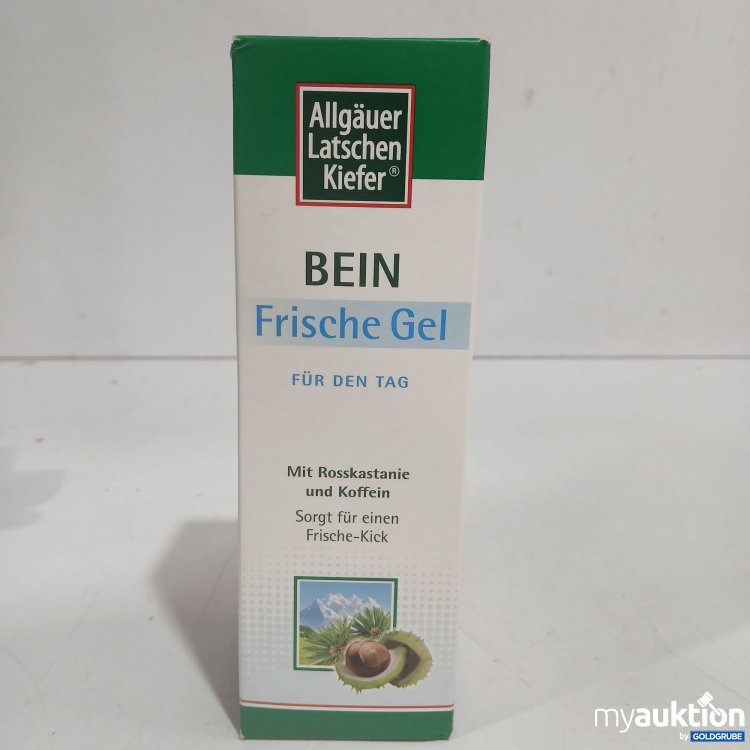 Allgäuer
Latschen
Kiefer®
BEIN
Frische Gel
FÜR DEN TAG
Mit Rosskastanie
und Koffein
Sorgt für einen
Frische-Kick
myauktion
by GOLDGRUBE